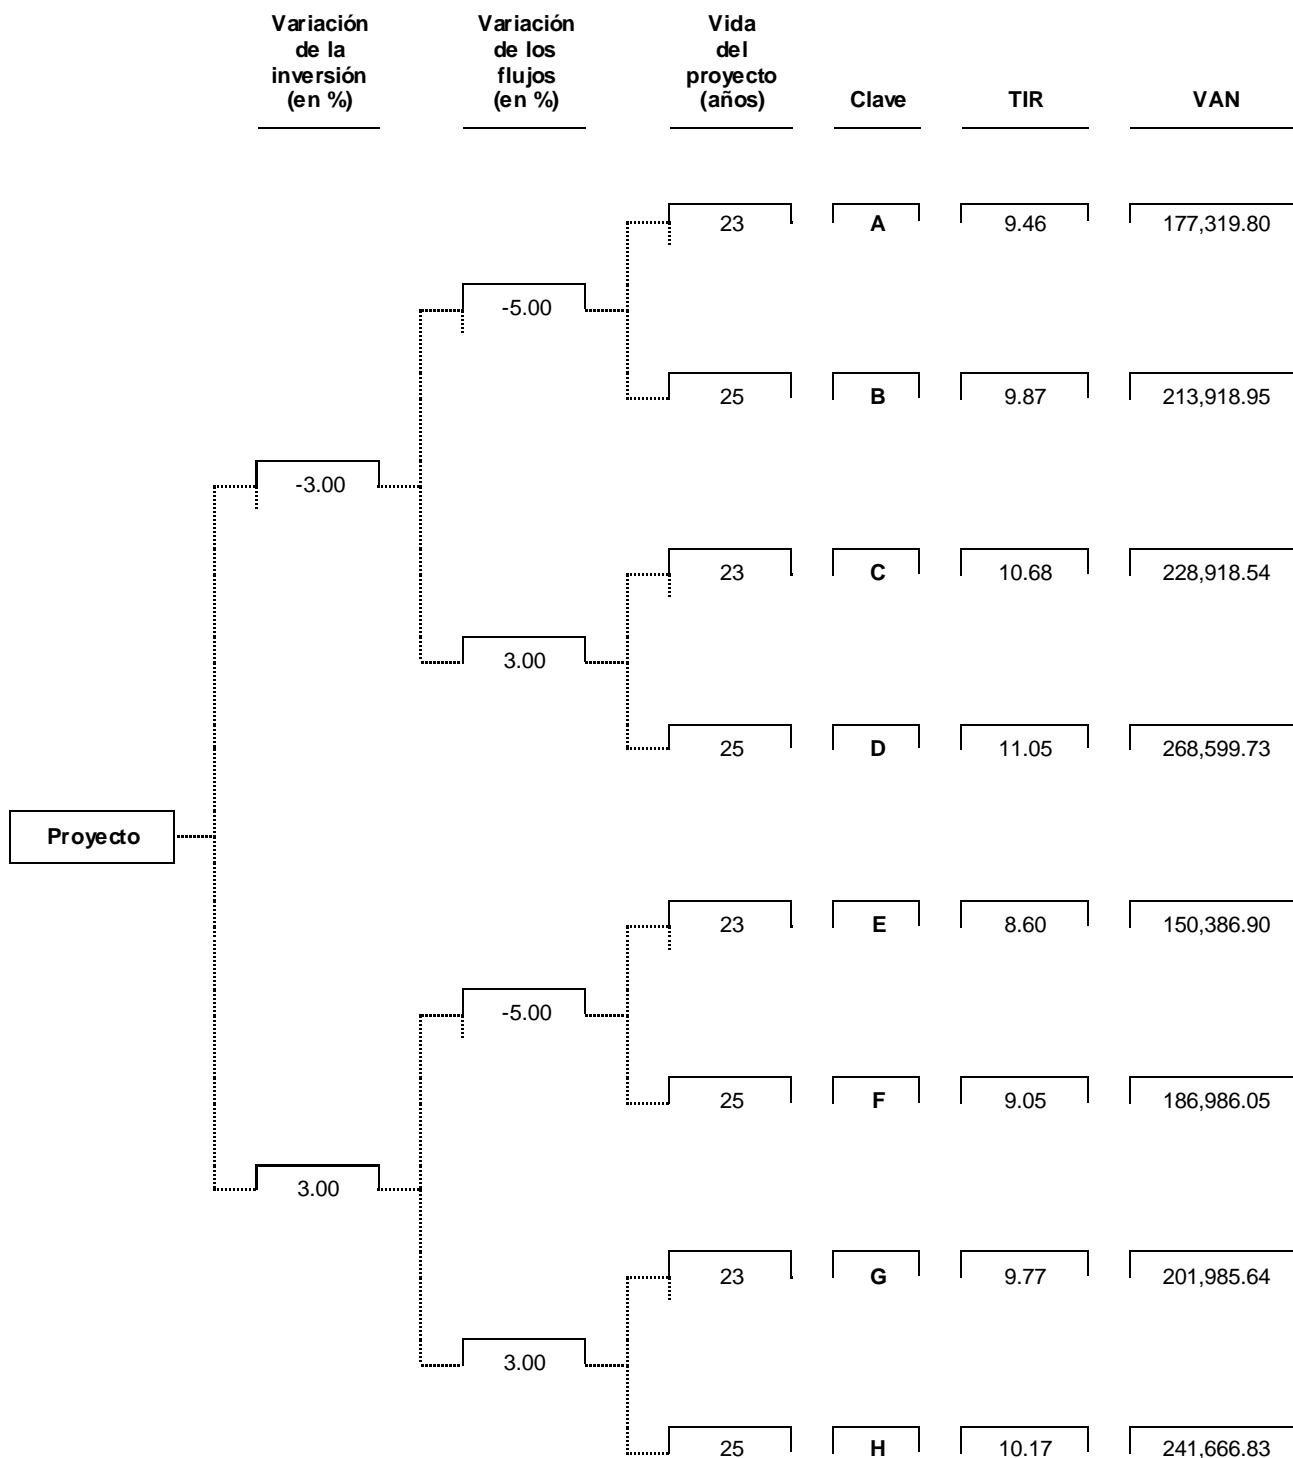 Variación de la inversión (en %)
Variación de los flujos (en %)
Vida del proyecto (años)
Clave
TIR
VAN
23 A 9.46 177,319.80
-5.00
25 B 9.87 213,918.95
-3.00
23 C 10.68 228,918.54
3.00
25 D 11.05 268,599.73
Proyecto
23 E 8.60 150,386.90
-5.00
25 F 9.05 186,986.05
3.00
23 G 9.77 201,985.64
3.00
25 H 10.17 241,666.83